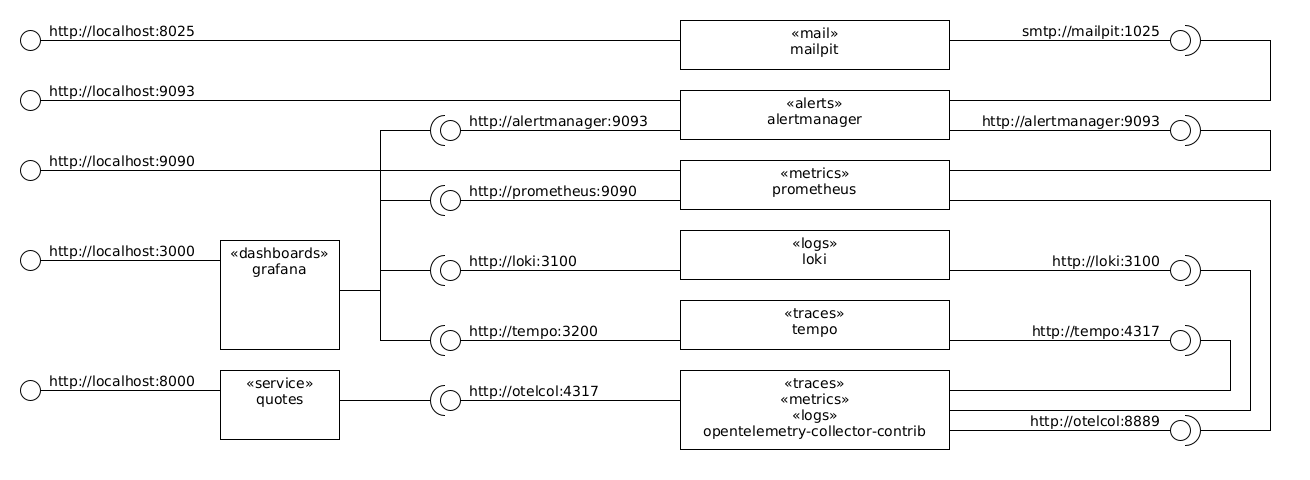 http://localhost:8025
«mail»
mailpit
smtp://mailpit:1025
http://localhost:9093
«alerts»
alertmanager
http://alertmanager:9093
http://alertmanager:9093
http://localhost:9090
«metrics»
prometheus
http://prometheus:9090
http://localhost:3000
«dashboards»
grafana
http://loki:3100
«logs»
loki
http://loki:3100
http://tempo:3200
«traces»
tempo
http://tempo:4317
http://localhost:8000
«service»
quotes
http://otelcol:4317
«traces»
«metrics»
«logs»
opentelemetry-collector-contrib
http://otelcol:8889